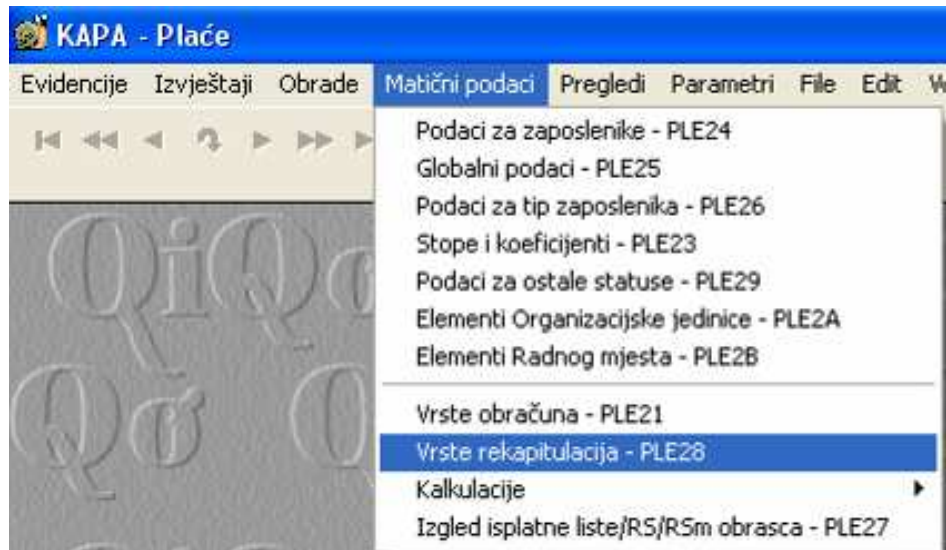 KAPA - Plaće
Evidencije Izvještaji Obrade Matični podaci Pregledi Parametri File Edit
Podaci za zaposlenike - PLE24
Globalni podaci - PLE25
Podaci za tip zaposlenika - PLE26
Stope i koeficijenti - PLE23
Podaci za ostale statuse - PLE29
Elementi Organizacijske jedinice - PLE2A
Elementi Radnog mjesta - PLE2B
Vrste obračuna - PLE21
Vrste rekapitulacija - PLE28
Kalkulacije
Izgled isplatne liste/RS/RSm obrasca - PLE27